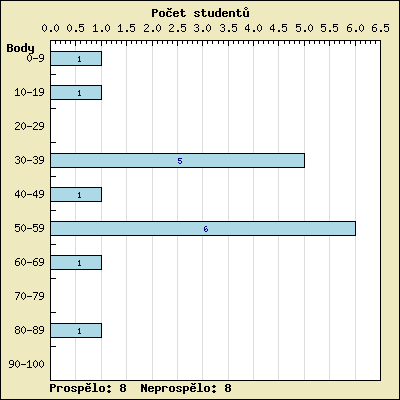 Počet studentů
0.0 0.5 1.0 1.5 2.0 2.5 3.0 3.5 4.0 4.5 5.0 5.5 6.0 6.5
Body
0-9 1
10-19 1
20-29
30-39 5
40-49 1
50-59 6
60-69 1
70-79
80-89 1
90-100
Prospělo: 8 Neprospělo: 8